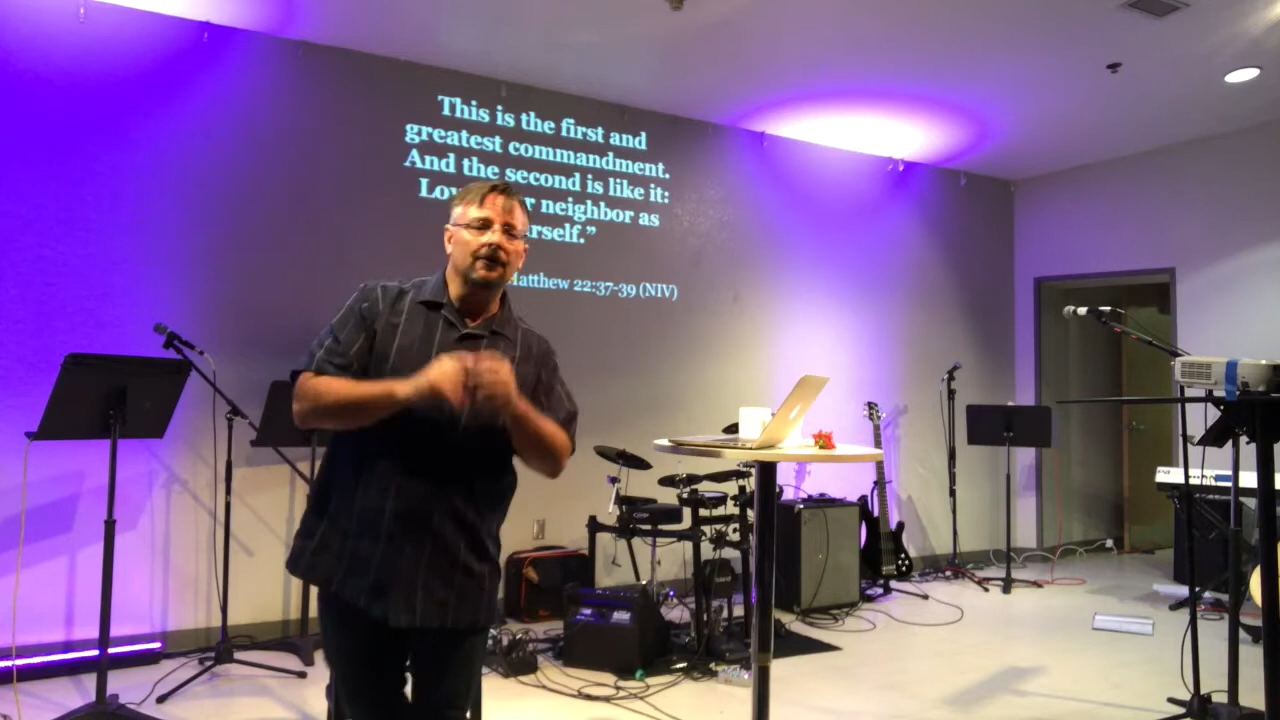 This is the first and
greatest commandment.
And the second is like it:
neighbor as
”
Matthew 22:37-39 (NIV)
Roland